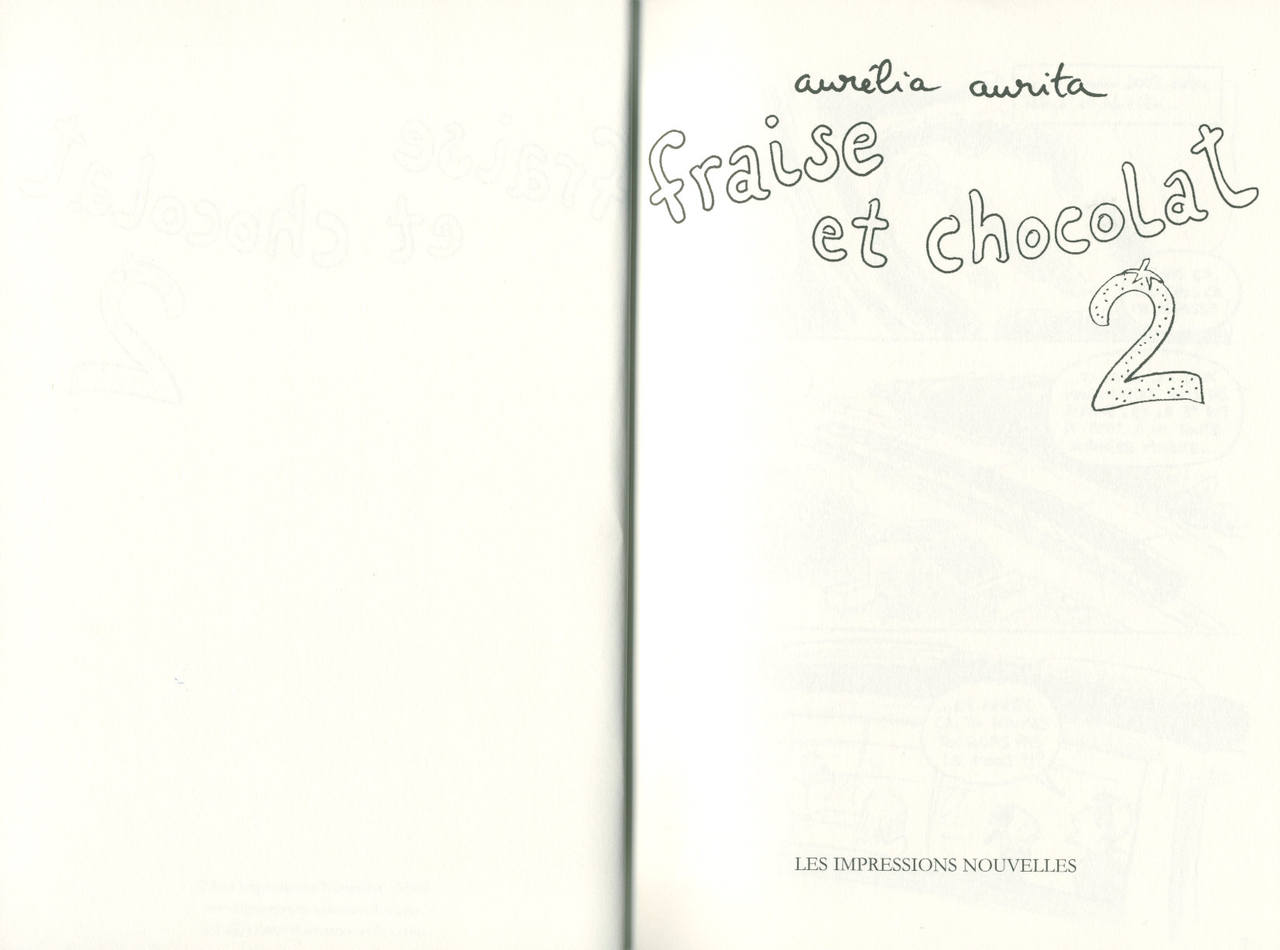 aurélia aurita
fraise
et chocolat
2
LES IMPRESSIONS NOUVELLES